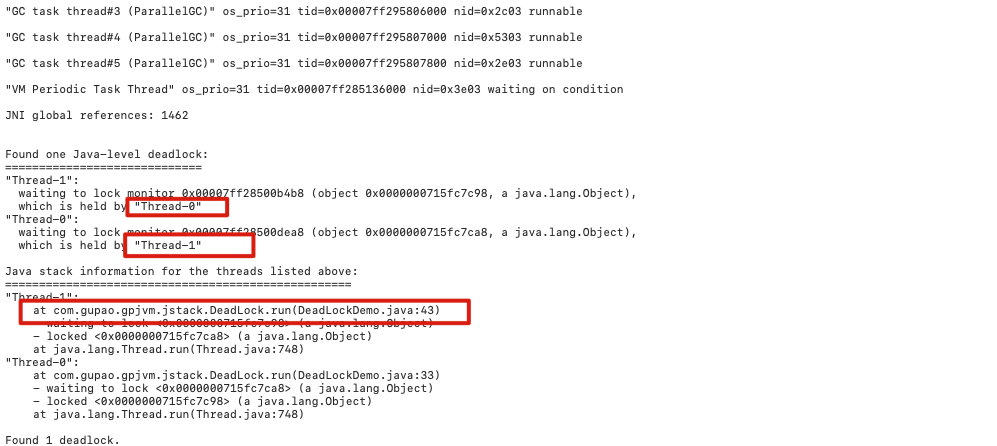 "GC task thread#3 (ParallelGC)" os_prio=31 tid=0x00007ff295806000 nid=0x2c03 runnable
"GC task thread#4 (ParallelGC)" os_prio=31 tid=0x00007ff295807000 nid=0x5303 runnable
"GC task thread#5 (ParallelGC)" os_prio=31 tid=0x00007ff295807800 nid=0x2e03 runnable
"VM Periodic Task Thread" os_prio=31 tid=0x00007ff285136000 nid=0x3e03 waiting on condition
JNI global references: 1462
Found one Java-level deadlock:
=============================
"Thread-1":
  waiting to lock monitor 0x00007ff28500b4b8 (object 0x0000000715fc7c98, a java.lang.Object),
  which is held by "Thread-0"
"Thread-0":
  waiting to lock monitor 0x00007ff28500dea8 (object 0x0000000715fc7ca8, a java.lang.Object),
  which is held by "Thread-1"
Java stack information for the threads listed above:
===================================================
"Thread-1":
    at com.gupao.gpjvm.jstack.DeadLock.run(DeadLockDemo.java:43)
    - waiting to lock <0x0000000715fc7c98> (a java.lang.Object)
    - locked <0x0000000715fc7ca8> (a java.lang.Object)
    at java.lang.Thread.run(Thread.java:748)
"Thread-0":
    at com.gupao.gpjvm.jstack.DeadLock.run(DeadLockDemo.java:33)
    - waiting to lock <0x0000000715fc7ca8> (a java.lang.Object)
    - locked <0x0000000715fc7c98> (a java.lang.Object)
    at java.lang.Thread.run(Thread.java:748)
Found 1 deadlock.